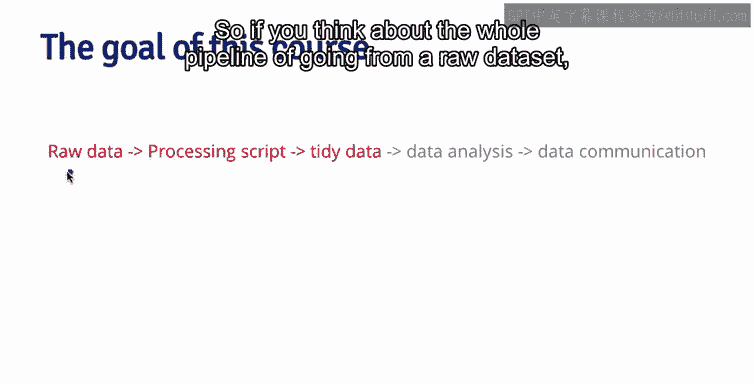 The goal of this course
So if you think about the whole
pipeline of going from a raw dataset,
Raw data -> Processing script -> tidy data -> data analysis -> data communication